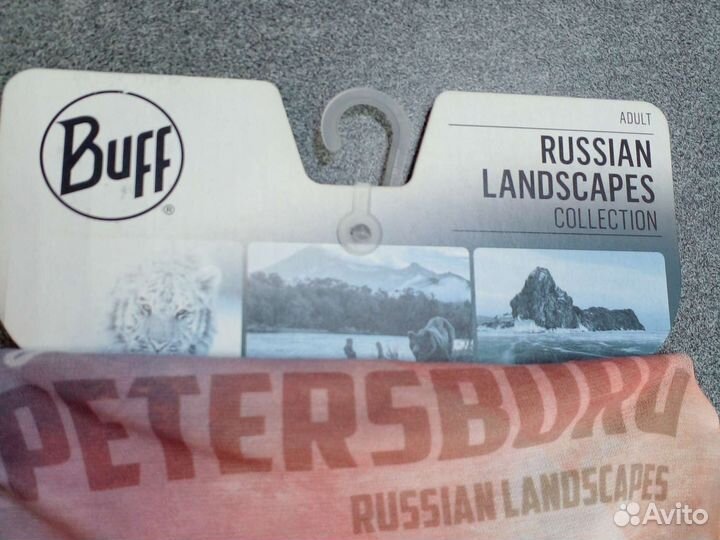 BUFF®
ADULT
RUSSIAN
LANDSCAPES
COLLECTION
PETERSBURG
RUSSIAN LANDSCAPES
Avito